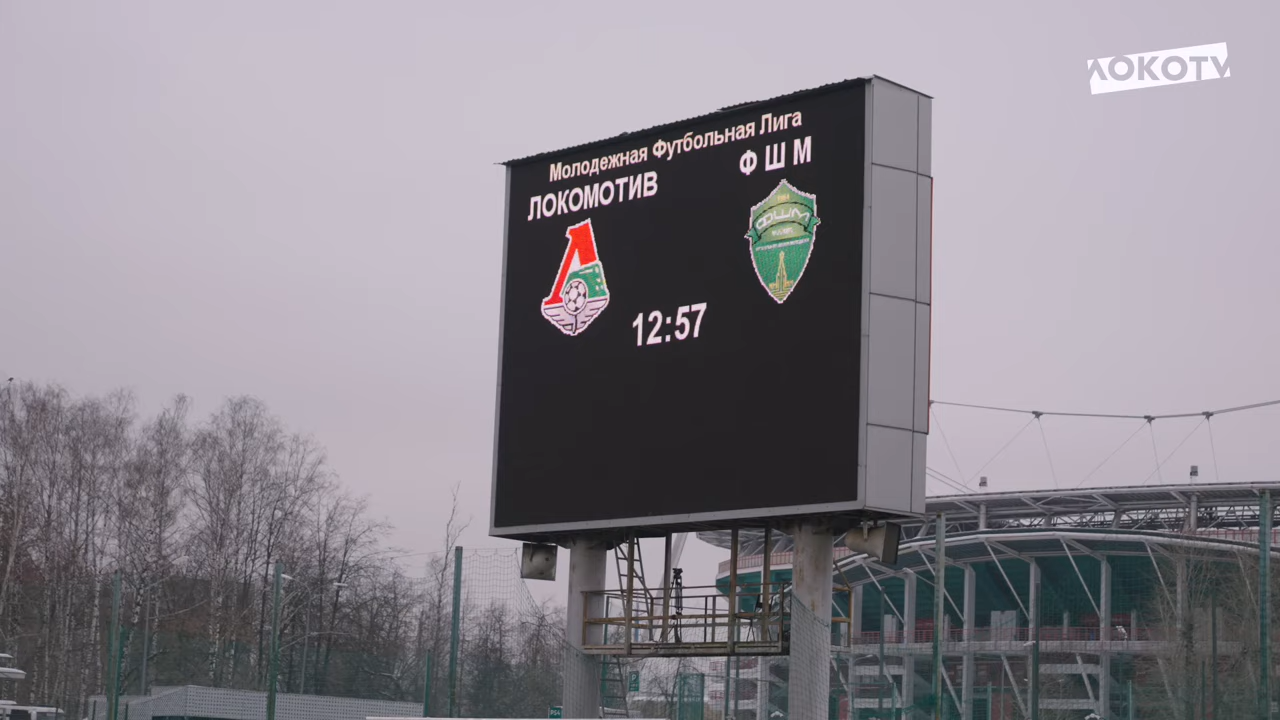 ЛОКОTV
Молодежная Футбольная Лига
ЛОКОМОТИВ
Ф Ш М
ФШМ
12:57
P